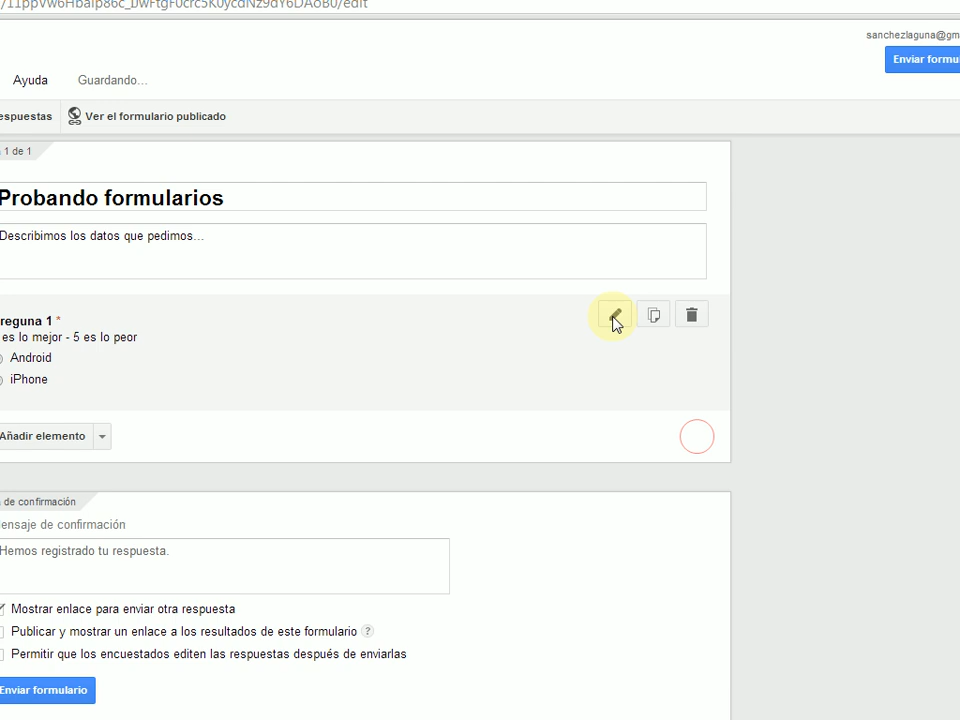 sanchezlaguna@gm
Enviar formu
Ayuda Guardando...
espuestas Ver el formulario publicado
1 de 1
Probando formularios
Describimos los datos que pedimos...
reguna 1 *
es lo mejor - 5 es lo peor
Android
iPhone
Añadir elemento
de confirmación
ensaje de confirmación
Hemos registrado tu respuesta.
Mostrar enlace para enviar otra respuesta
Publicar y mostrar un enlace a los resultados de este formulario ?
Permitir que los encuestados editen las respuestas después de enviarlas
Enviar formulario